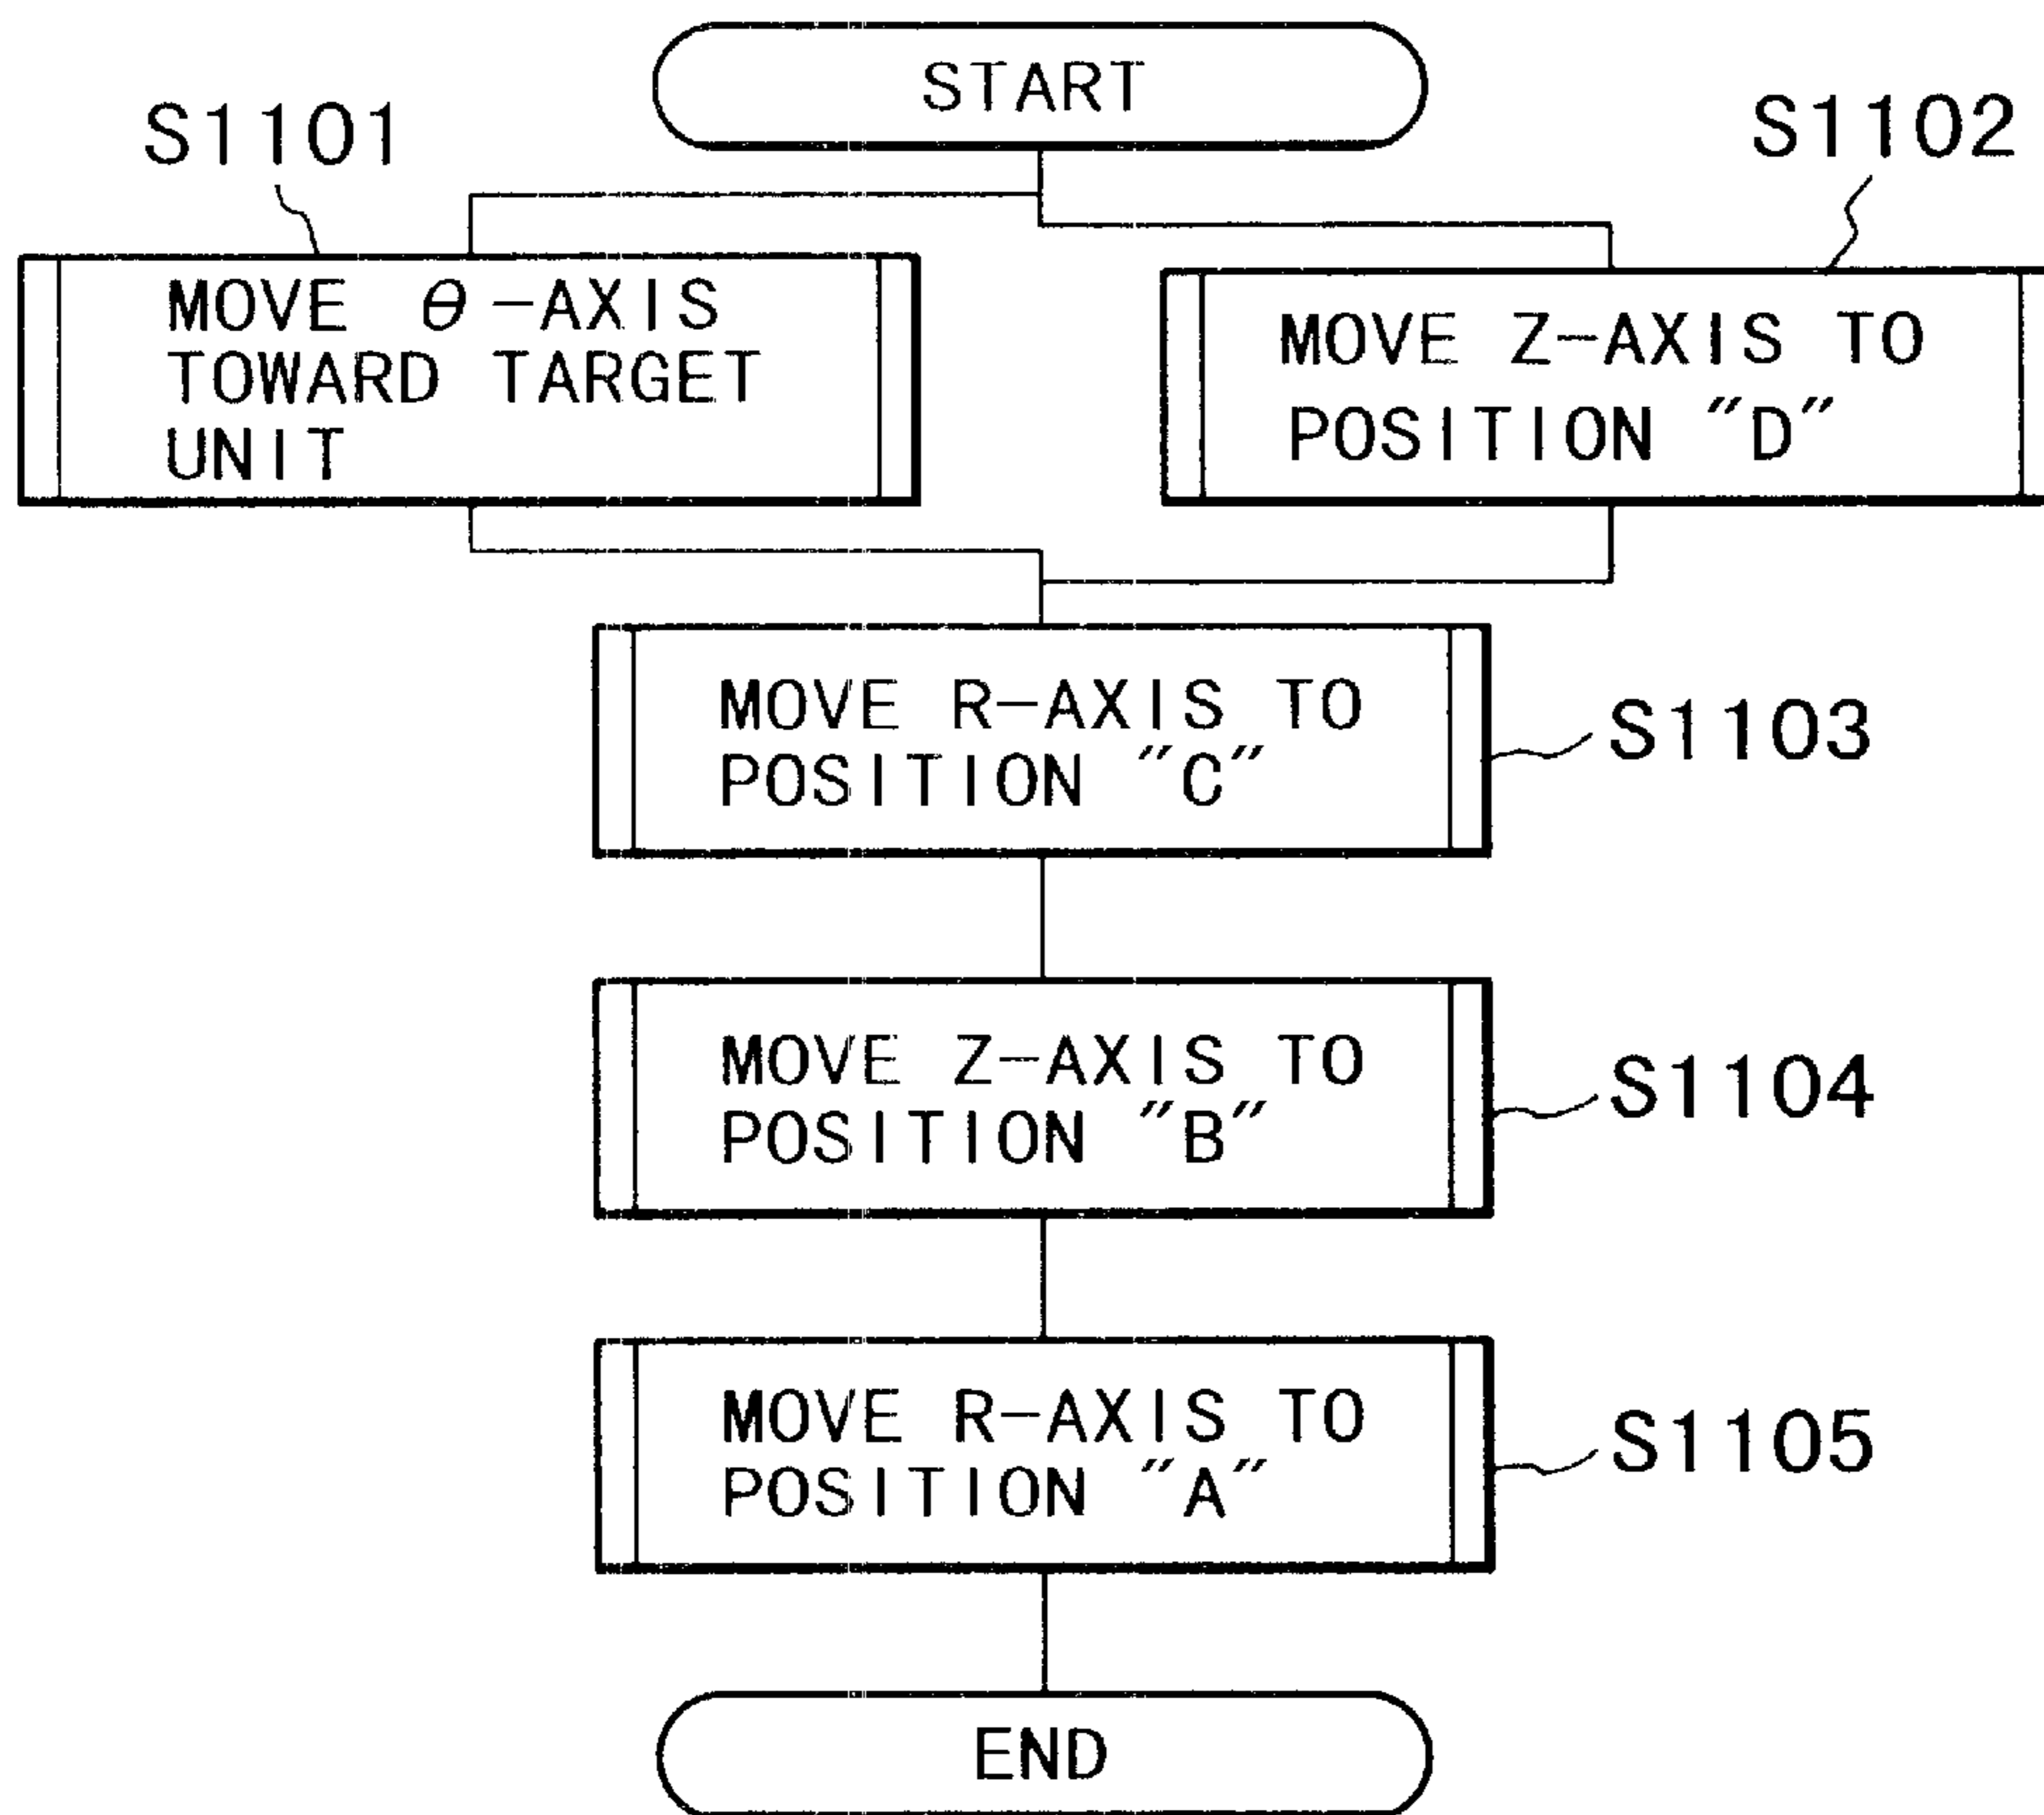 START
S1101
S1102
MOVE θ-AXIS
TOWARD TARGET
UNIT
MOVE Z-AXIS TO
POSITION "D"
MOVE R-AXIS TO
POSITION "C"
S1103
MOVE Z-AXIS TO
POSITION "B"
S1104
MOVE R-AXIS TO
POSITION "A"
S1105
END